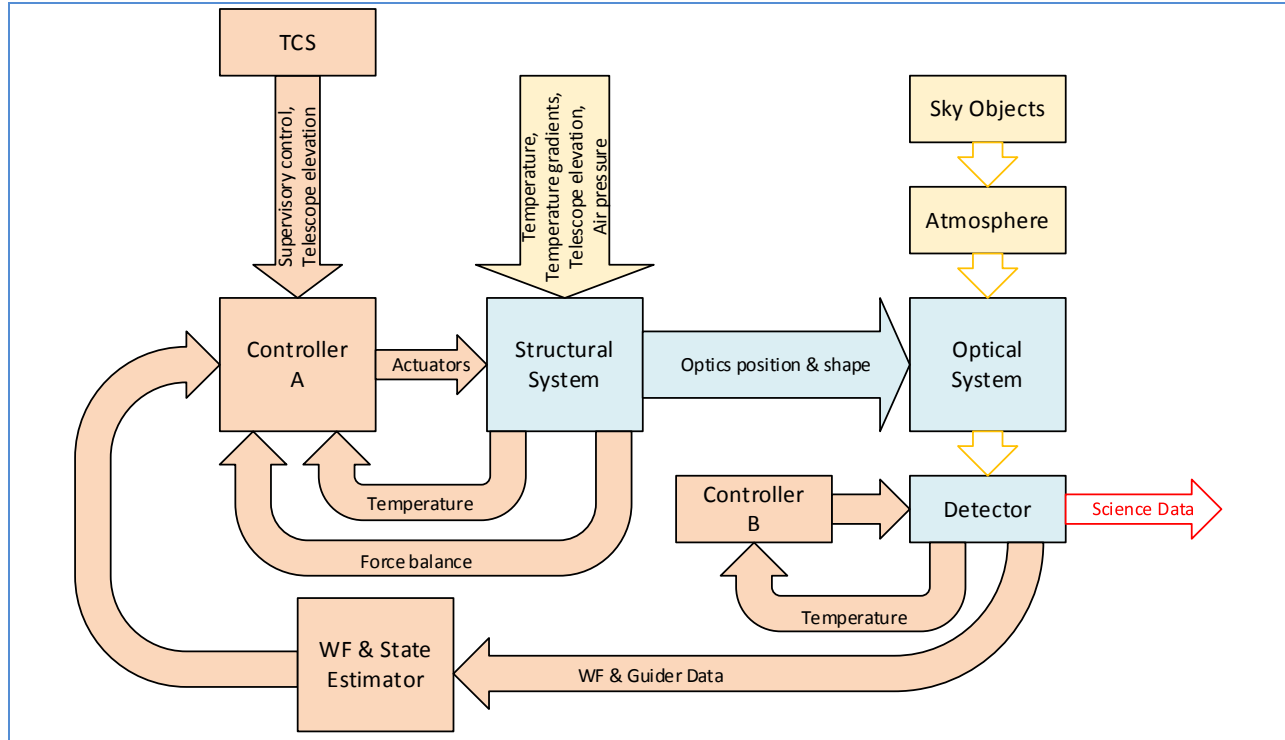 TCS
Supervisory control,
Telescope elevation
Temperature,
Temperature gradients,
Telescope elevation,
Air pressure
Sky Objects
Atmosphere
Controller
A
Actuators
Structural
System
Optics position & shape
Optical
System
Temperature
Force balance
Controller
B
Detector
Science Data
Temperature
WF & State
Estimator
WF & Guider Data